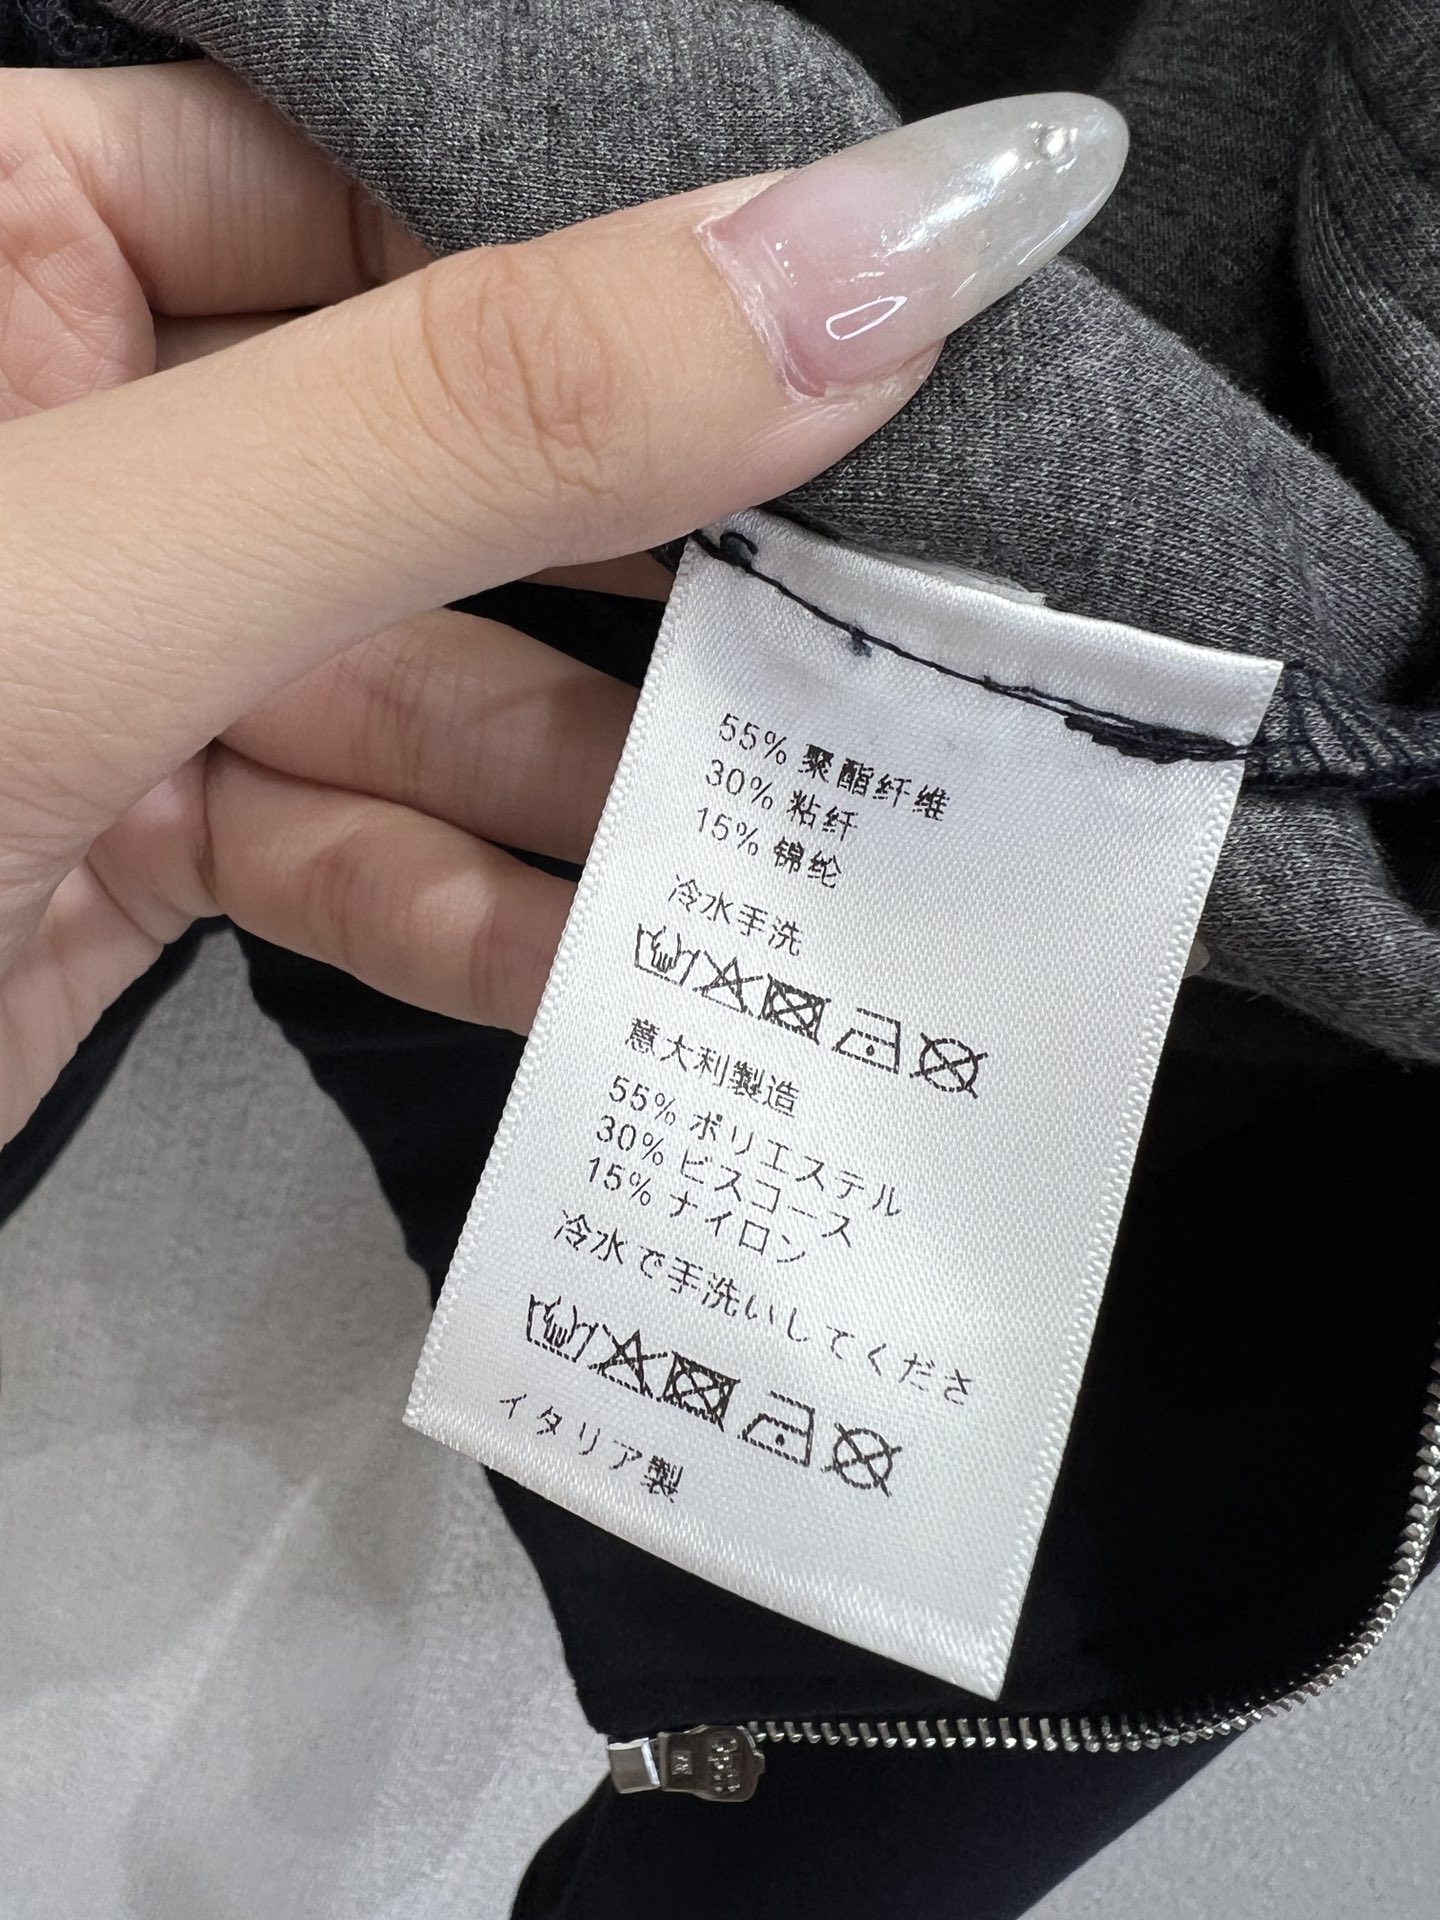 55% 聚酯纤维
30% 粘纤
15% 锦纶
冷水手洗
意大利製造
55% ポリエステル
30% ビスコース
15% ナイロン
冷水で手洗いしてくださ
イタリア製